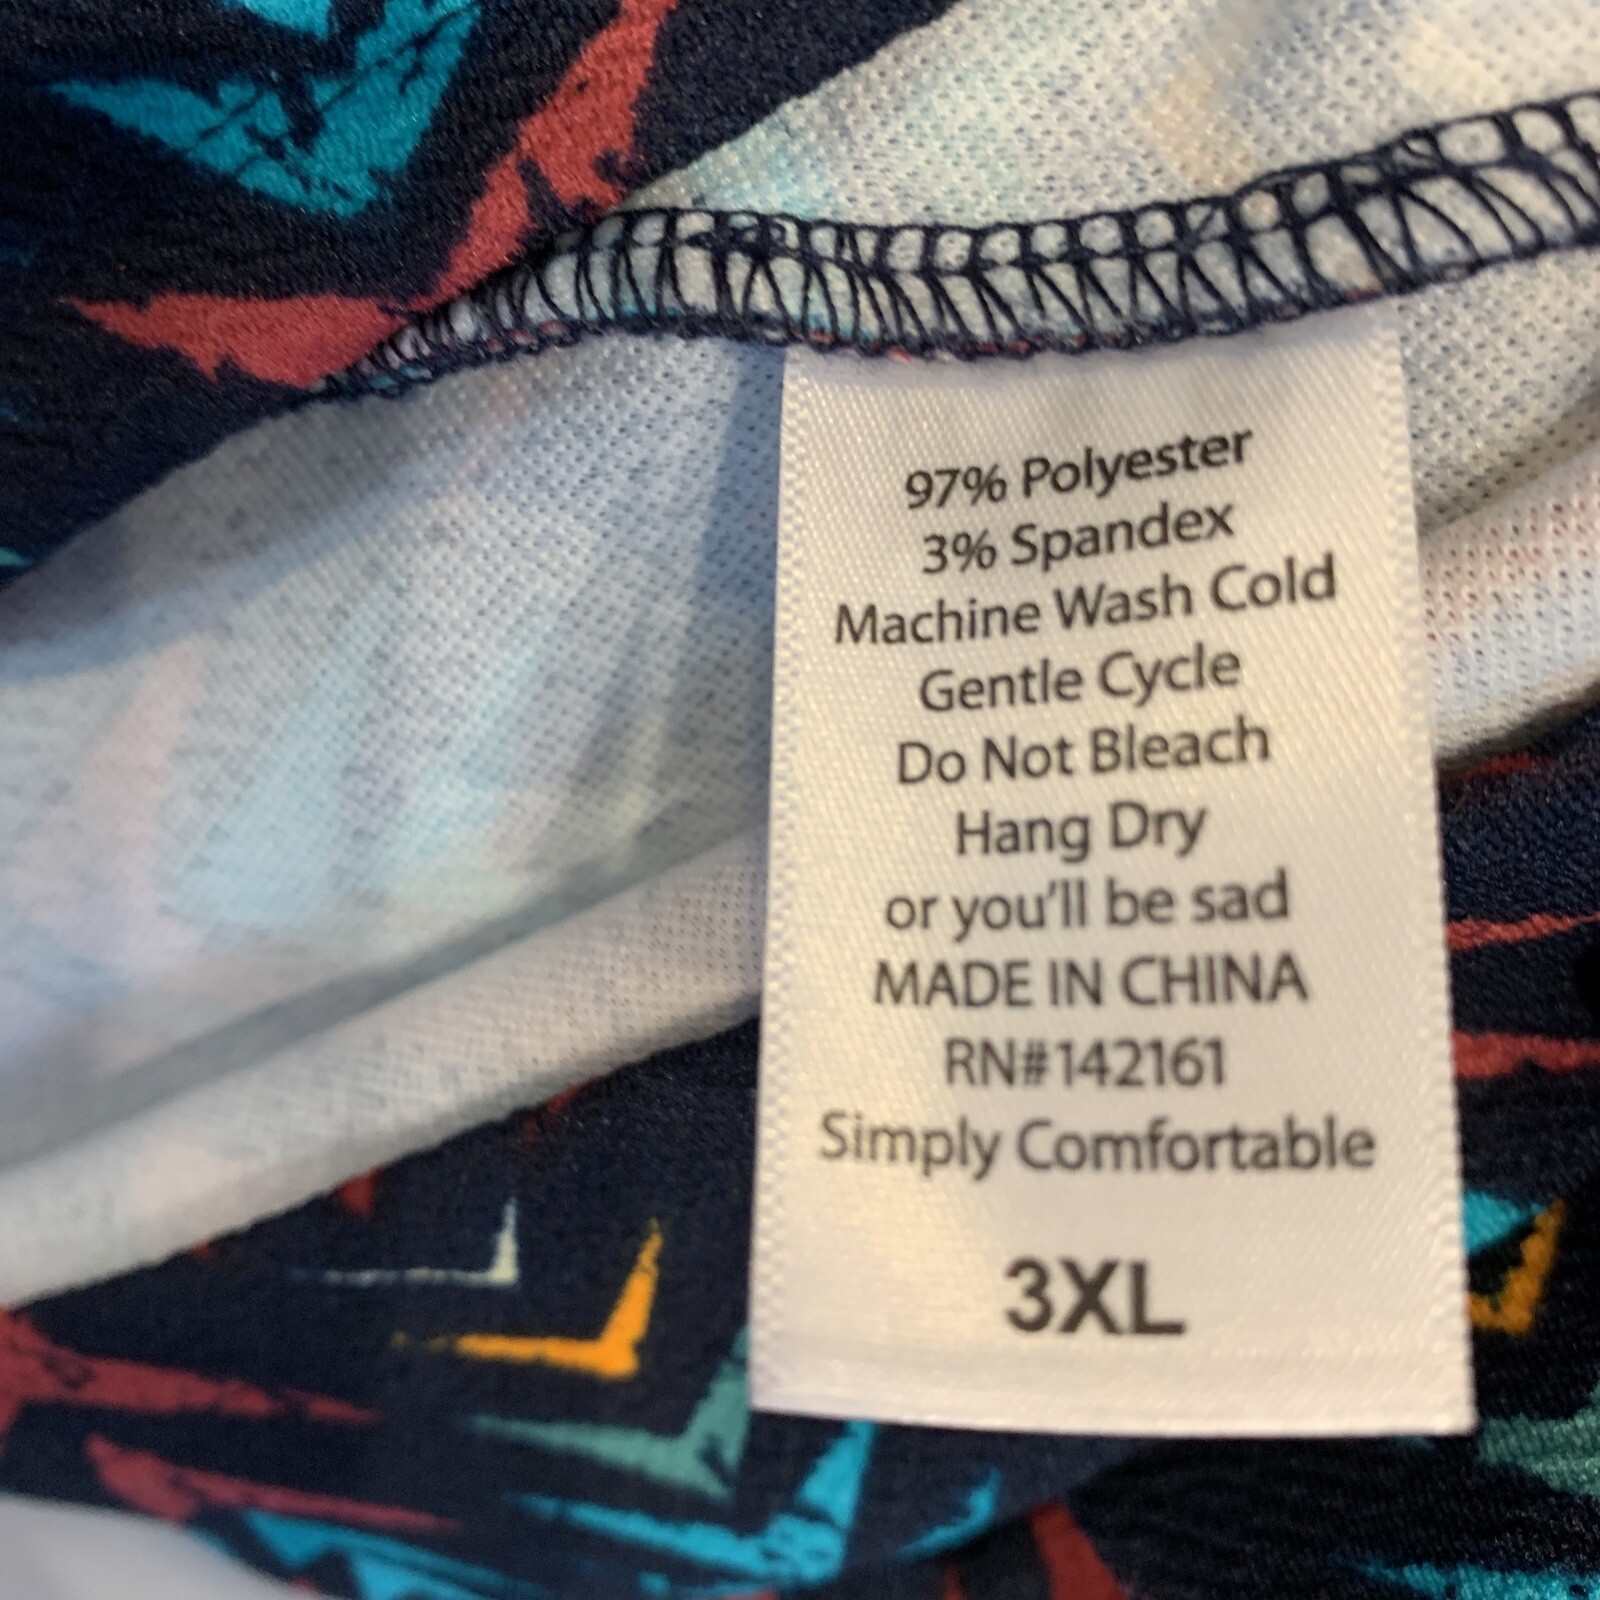 97% Polyester
3% Spandex
Machine Wash Cold
Gentle Cycle
Do Not Bleach
Hang Dry
or you'll be sad
MADE IN CHINA
RN#142161
Simply Comfortable
3XL